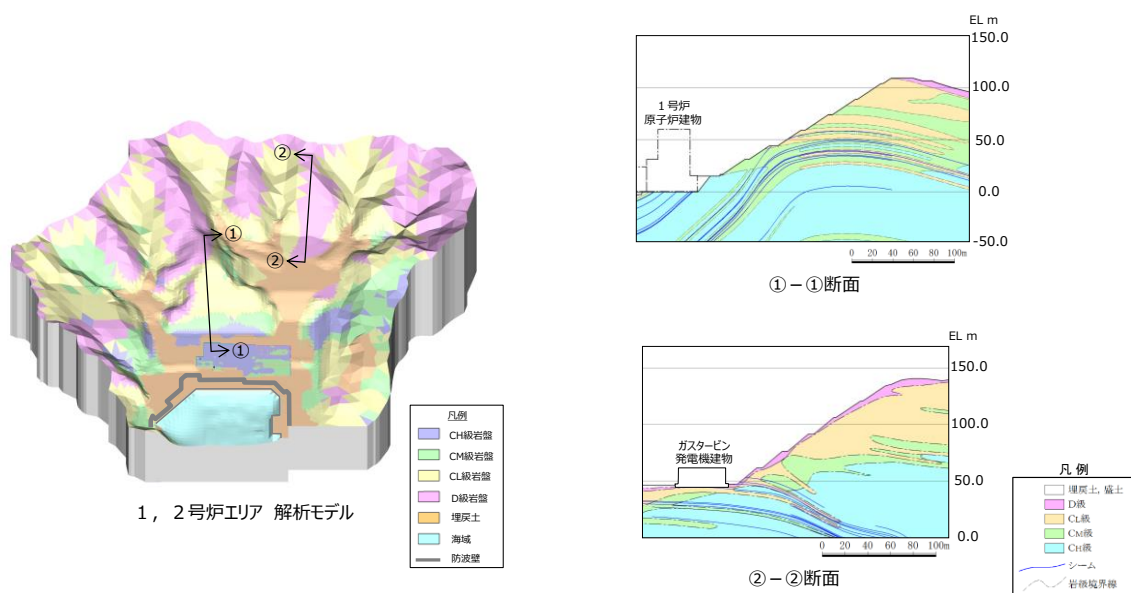 ②
②
①
①
凡例
CH級岩盤
CM級岩盤
CL級岩盤
D級岩盤
埋戻土
海域
防波壁
1,2号炉エリア 解析モデル
EL m
150.0
100.0
50.0
0.0
-50.0
1号炉
原子炉建物
0 20 40 60 80 100m
①-①断面
EL m
150.0
100.0
50.0
0.0
ガスタービン
発電機建物
0 20 40 60 80 100m
②-②断面
凡 例
埋戻土, 盛土
D級
CL級
CM級
CH級
シーム
岩級境界線